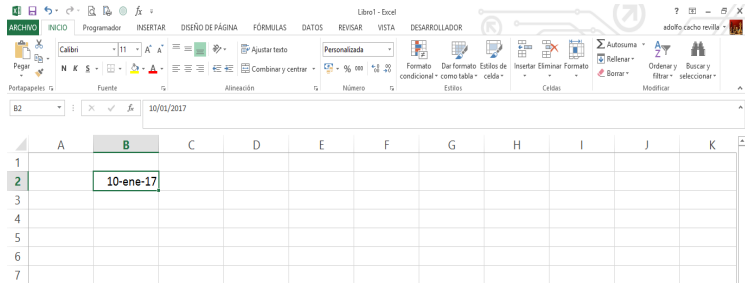 Libro1 - Excel
ARCHIVO INICIO Programador INSERTAR DISEÑO DE PÁGINA FÓRMULAS DATOS REVISAR VISTA DESARROLLADOR adolfo cacho revilla
Pegar
Calibri 11 A A
N K S A
Ajustar texto
Combinar y centrar
Personalizada
% 000
Formato condicional
Dar formato como tabla
Estilos de celda
Insertar Eliminar Formato
Autosuma
Rellenar
Borrar
Ordenar y filtrar
Buscar y seleccionar
Portapapeles Fuente Alineación Número Estilos Celdas Modificar
B2 fx 10/01/2017
A B C D E F G H I J K
1
2 10-ene-17
3
4
5
6
7